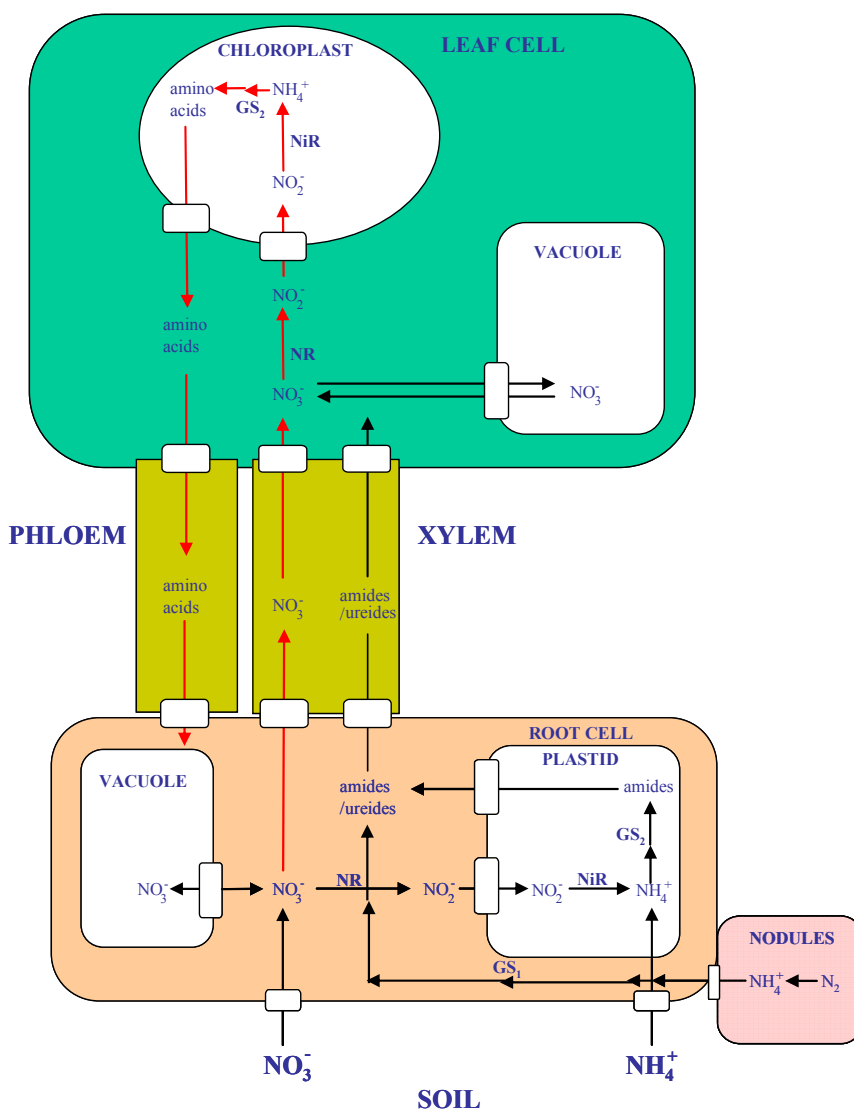 LEAF CELL
CHLOROPLAST
amino
acids
NH₄⁺
GS₂
NiR
NO₂⁻
VACUOLE
NO₂⁻
amino
acids
NR
NO₃⁻
NO₃⁻
PHLOEM
XYLEM
amino
acids
NO₃⁻
amides
/ureides
ROOT CELL
PLASTID
VACUOLE
amides
/ureides
amides
GS₂
NO₃⁻
NO₃⁻
NR
NO₂⁻
NO₂⁻
NiR
NH₄⁺
NODULES
GS₁
NH₄⁺
N₂
NO₃⁻
NH₄⁺
SOIL